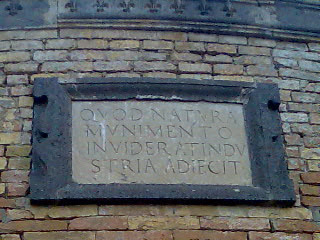 QVOD NATVRA
MVNIMENTO
INVIDERAT INDV
STRIA ADIECIT